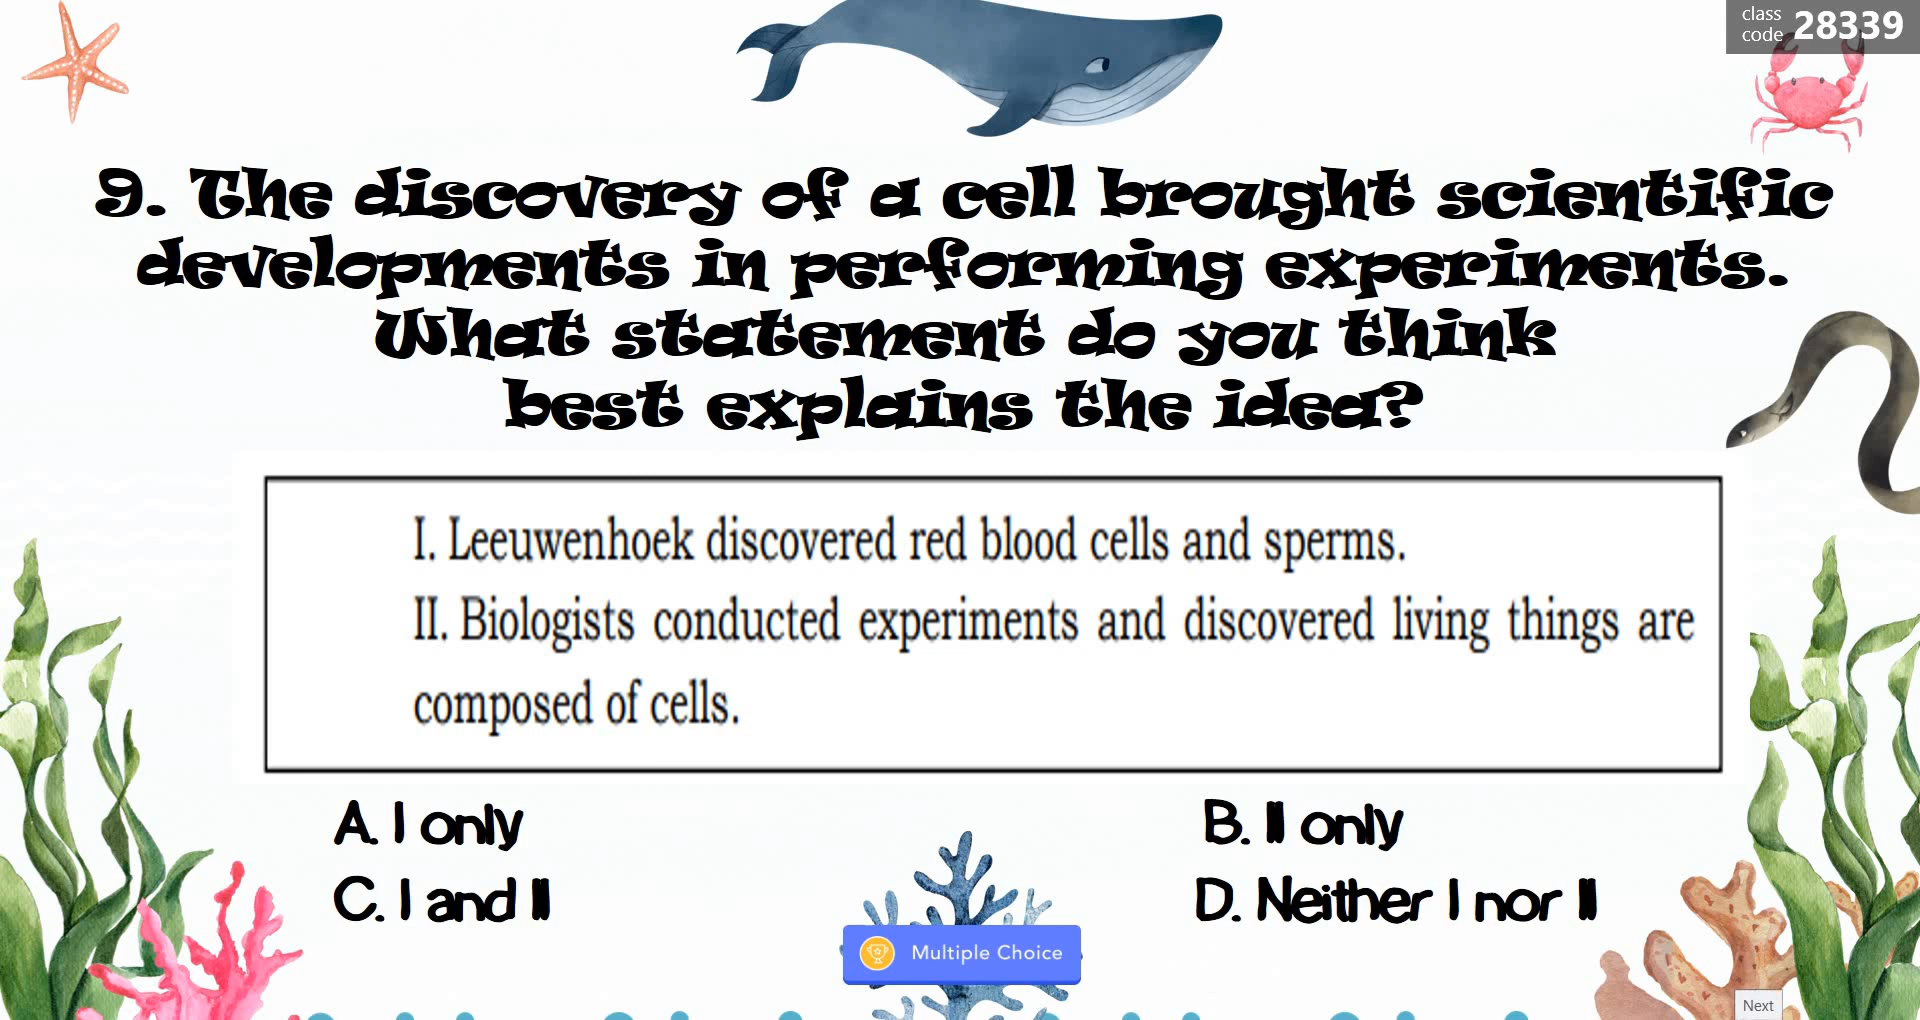 class
code 28339
9. The discovery of a cell brought scientific
developments in performing experiments.
What statement do you think
best explains the idea?
I. Leeuwenhoek discovered red blood cells and sperms.
II. Biologists conducted experiments and discovered living things are
composed of cells.
A. I only
B. II only
C. I and II
D. Neither I nor II
Multiple Choice
Next